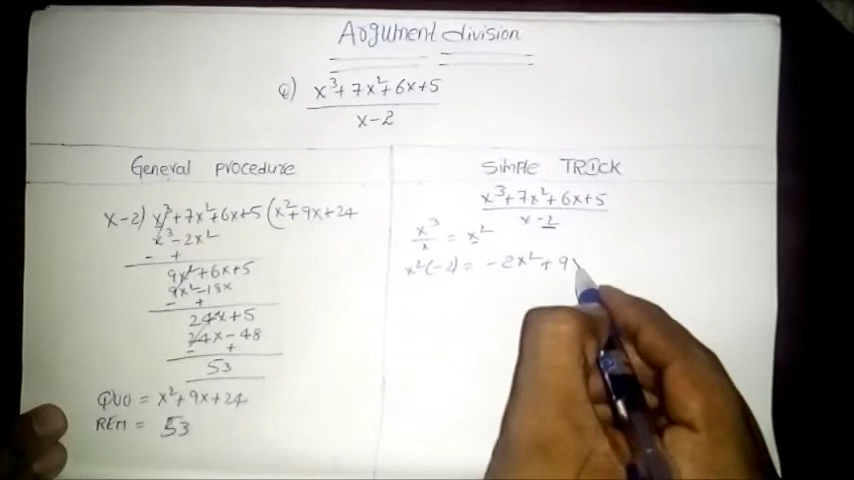 Argument division
Q) x³+7x²+6x+5
x-2
General procedure
x-2) x³+7x²+6x+5 (x²+9x+24
x³-2x²
- +
9x²+6x+5
9x²-18x
- +
24x+5
24x-48
- +
53
QUO = x²+9x+24
REM = 53
SIMPLE TRICK
x³+7x²+6x+5
x-2
x³/x = x²
x²(-2) = -2x²+9x